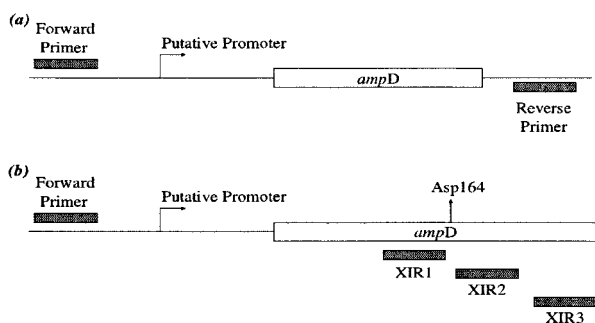 (a)
Forward
Primer
Putative Promoter
ampD
Reverse
Primer
(b)
Forward
Primer
Putative Promoter
Asp164
ampD
XIR1
XIR2
XIR3